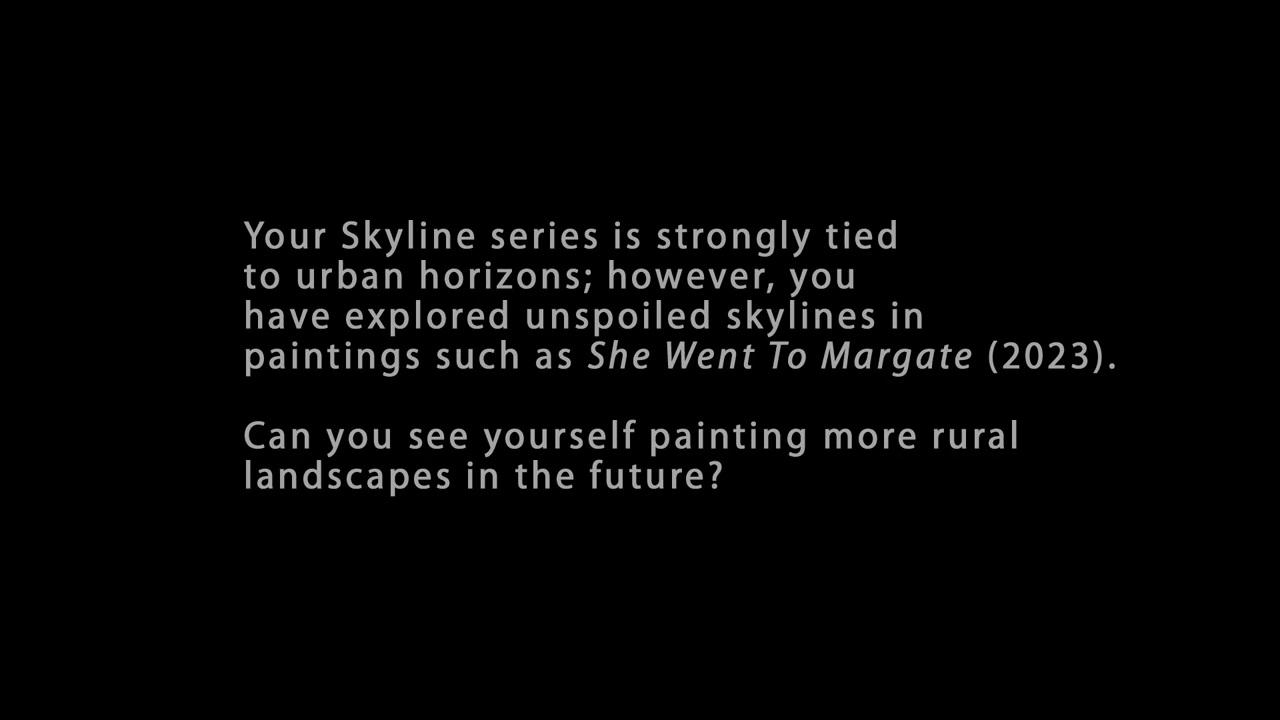 Your Skyline series is strongly tied
to urban horizons; however, you
have explored unspoiled skylines in
paintings such as She Went To Margate (2023).
Can you see yourself painting more rural
landscapes in the future?